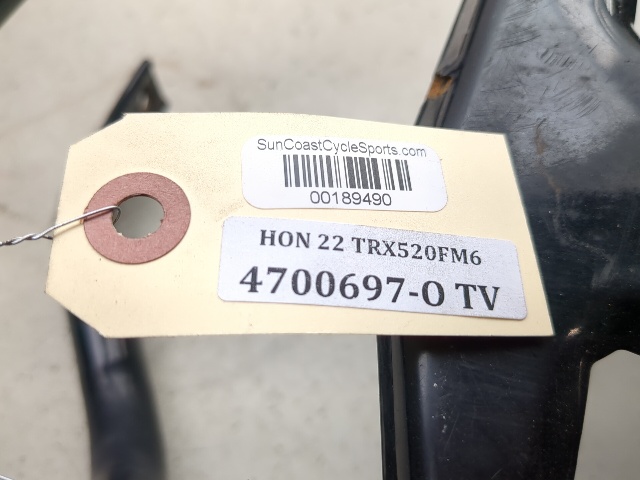 SunCoastCycleSports.com
00189490
HON 22 TRX520FM6
4700697-O TV